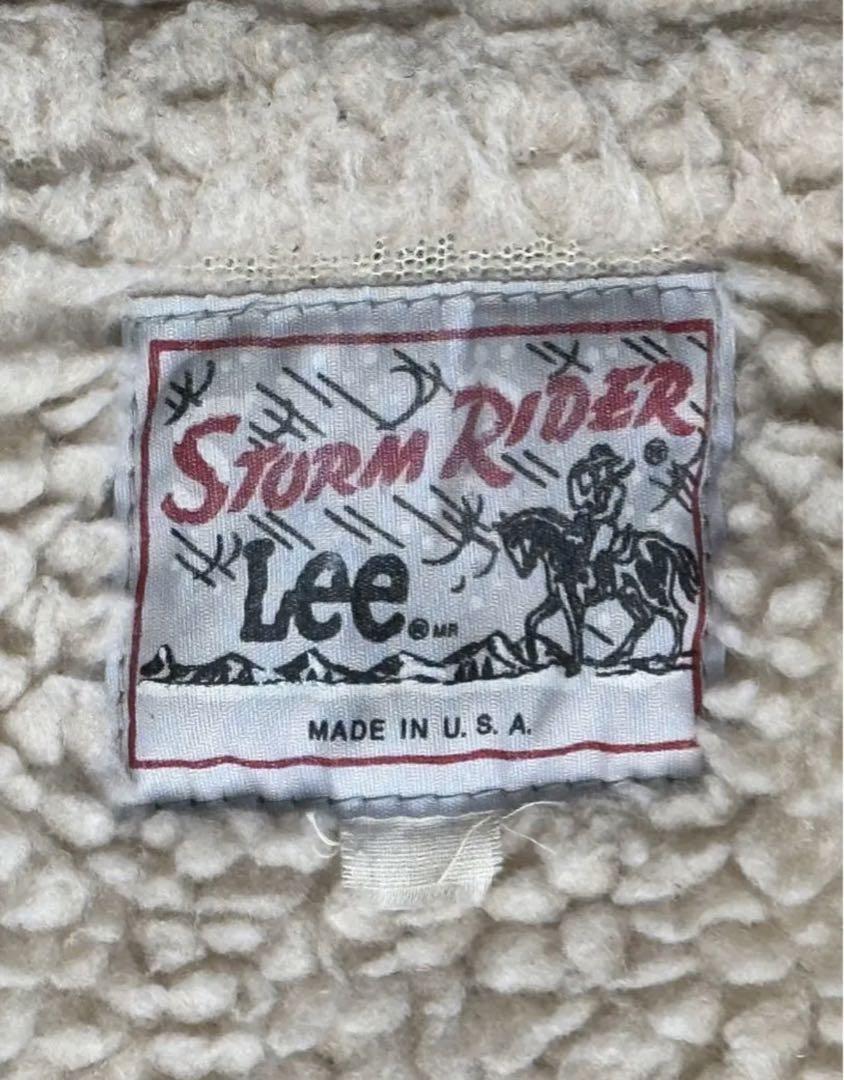 STORM RIDER
®
Lee ® MR
MADE IN U.S.A.